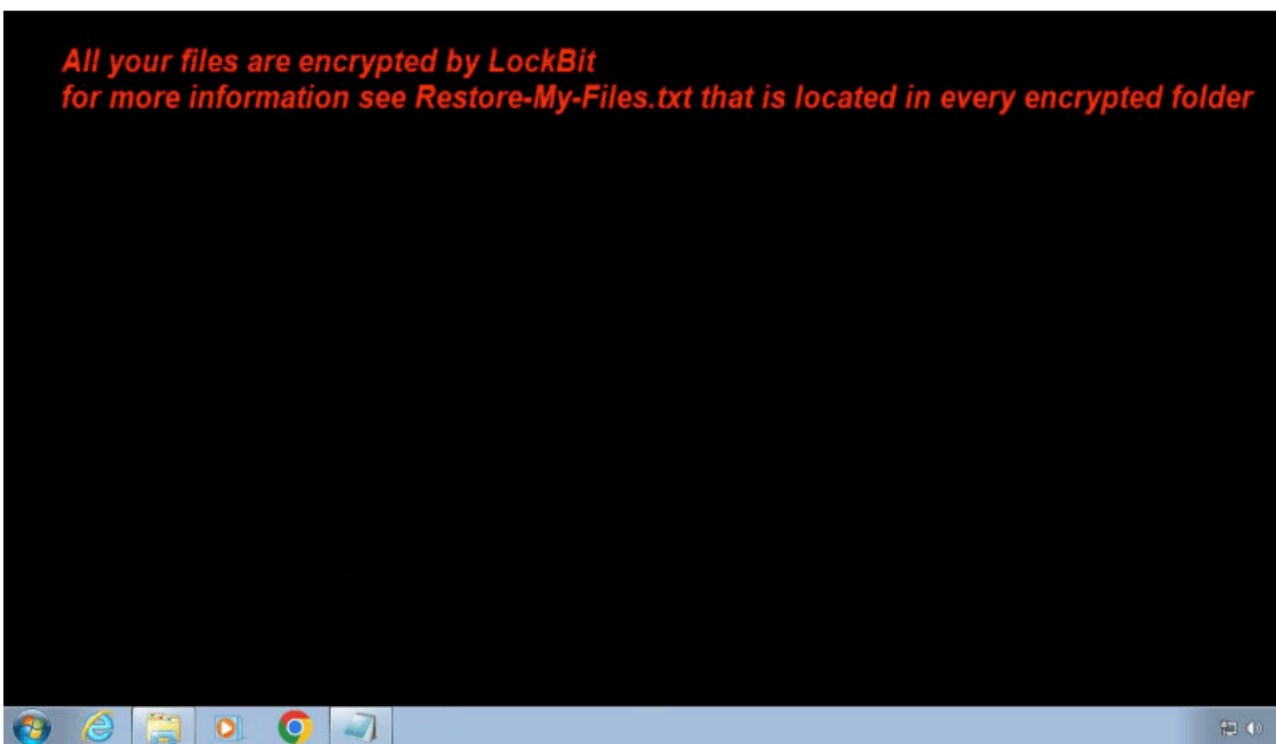 All your files are encrypted by LockBit
for more information see Restore-My-Files.txt that is located in every encrypted folder